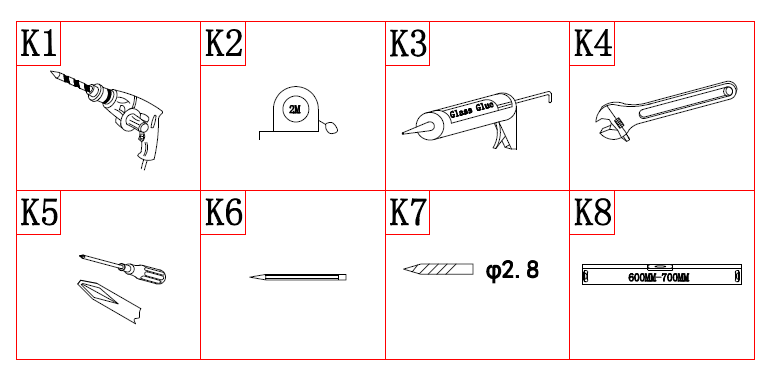 K1
K2
K3
K4
2M
Glass Glue
K5
K6
K7
K8
φ2.8
600MM-700MM